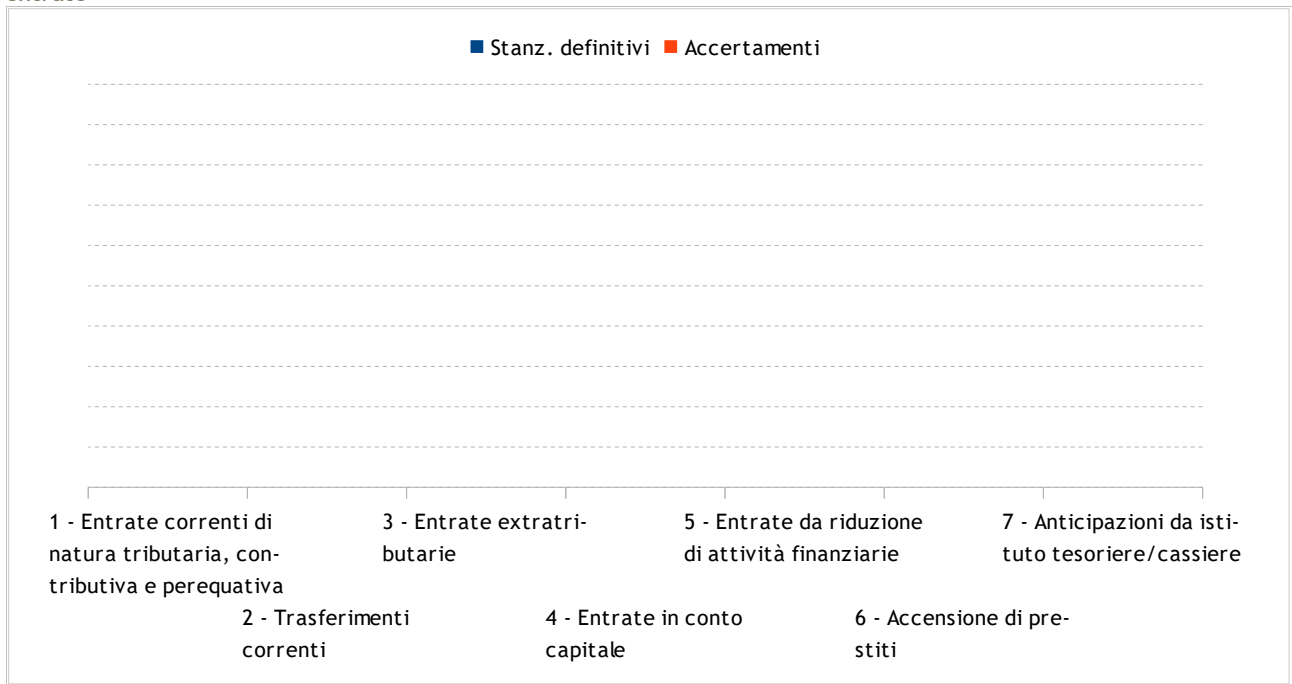 Stanz. definitivi Accertamenti
1 - Entrate correnti di
natura tributaria, con-
tributiva e perequativa
2 - Trasferimenti
correnti
3 - Entrate extratri-
butarie
4 - Entrate in conto
capitale
5 - Entrate da riduzione
di attività finanziarie
6 - Accensione di pre-
stiti
7 - Anticipazioni da isti-
tuto tesoriere/cassiere